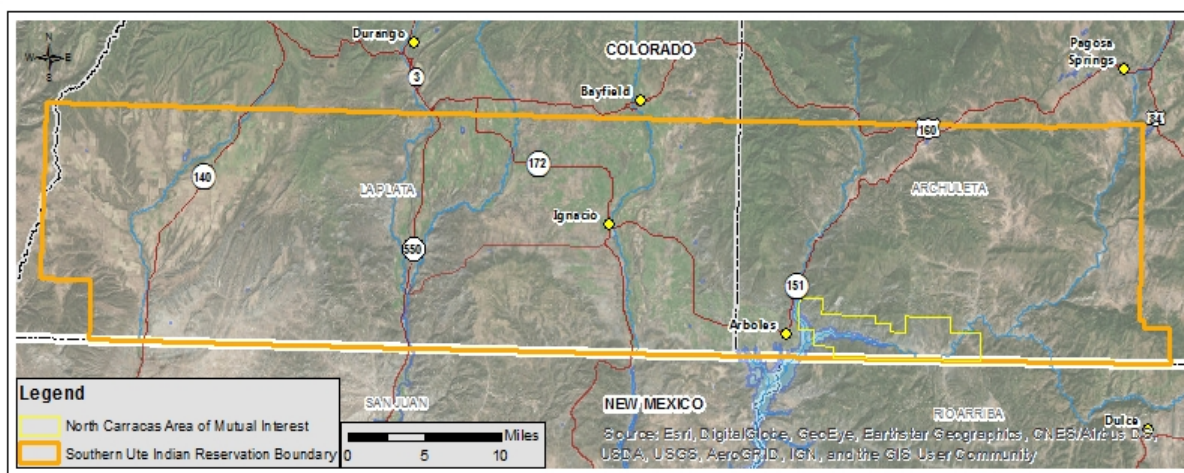 N
W E
S
Durango
COLORADO
Pagosa
Springs
3
Bayfield
84
160
172
140
LA PLATA
ARCHULETA
Ignacio
550
151
Arboles
Legend
North Carracas Area of Mutual Interest
Southern Ute Indian Reservation Boundary
SAN JUAN
NEW MEXICO
RIO ARRIBA
Dulce
Miles
0 5 10
Source: Esri, DigitalGlobe, GeoEye, Earthstar Geographics, CNES/Airbus DS,
USDA, USGS, AeroGRID, IGN, and the GIS User Community